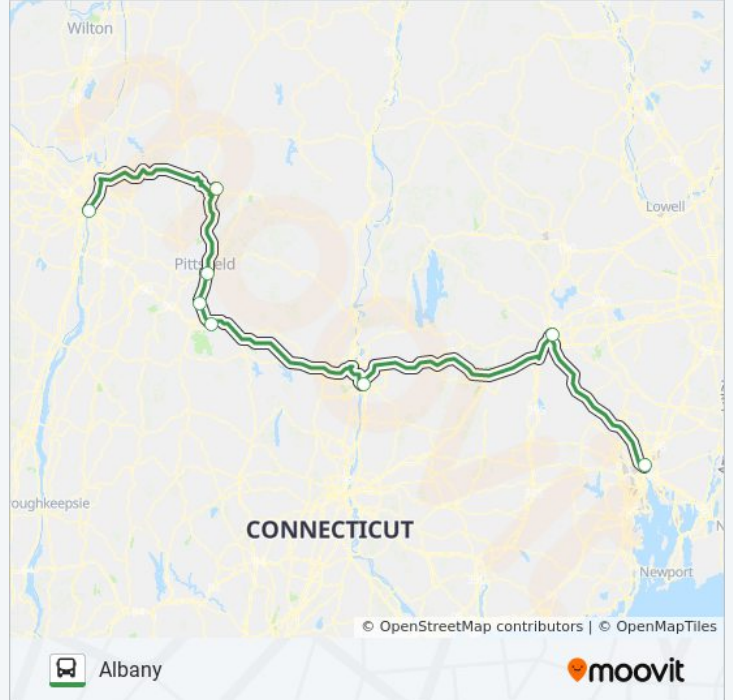 Wilton
Lowell
Pittsfield
oughkeepsie
CONNECTICUT
N
Newport
© OpenStreetMap contributors | © OpenMapTiles
Albany
moovit